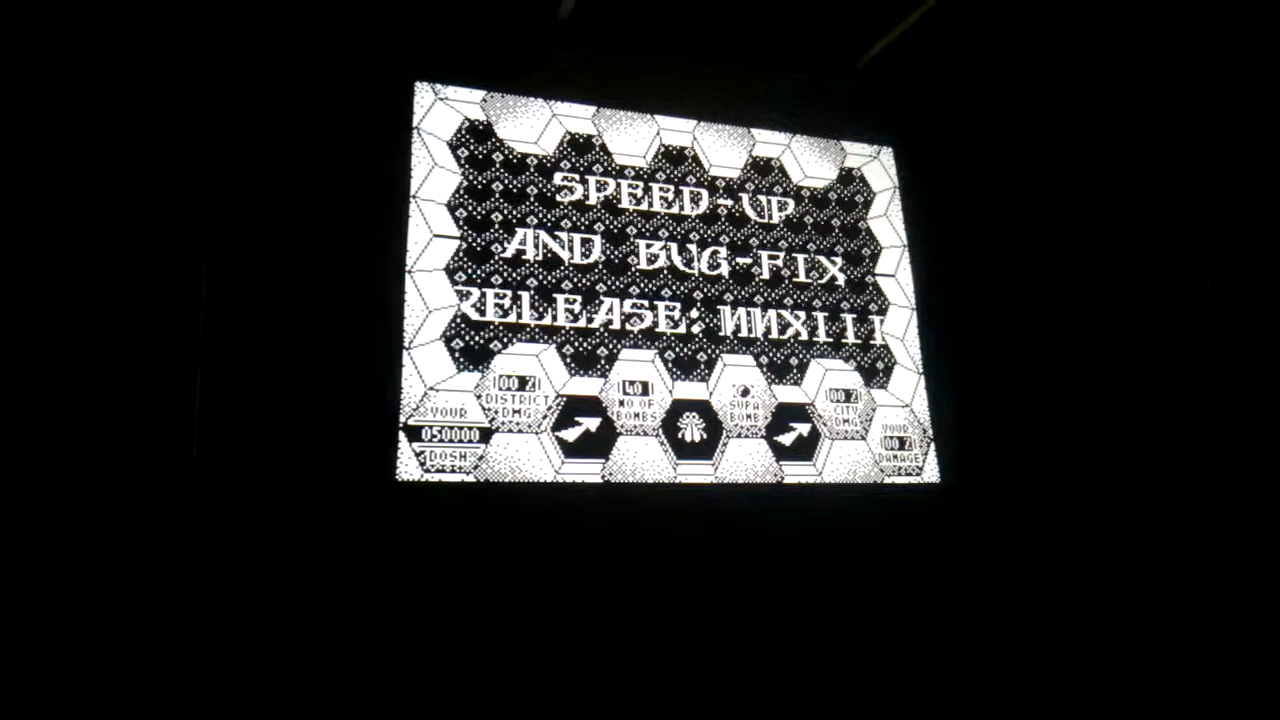 SPEED-UP
AND BUG-FIX
RELEASE: MMXIII
00 %
DISTRICT
DMG
40
NO OF
BOMBS
SUPA
BOMB
00 %
CITY
DMG
YOUR
050000
DOSH
YOUR
00 %
DAMAGE